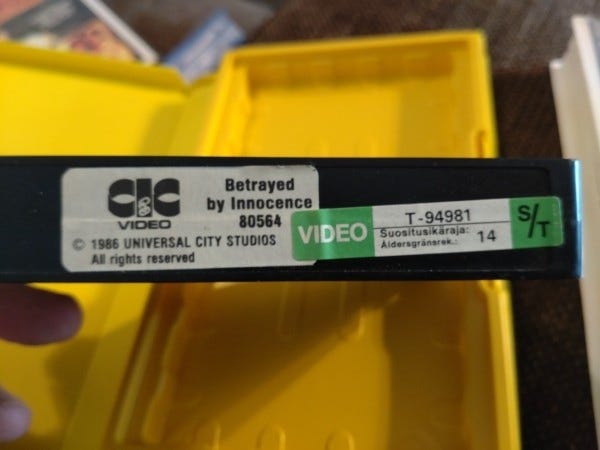 CIC
VIDEO
Betrayed
by Innocence
80564
© 1986 UNIVERSAL CITY STUDIOS
All rights reserved
VIDEO
T-94981
Suositusikäraja:
Åldersgränsrek.: 14
S/T